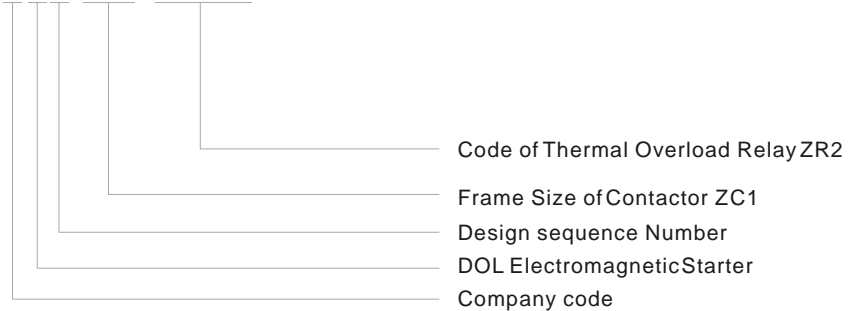 Code of Thermal Overload Relay ZR2
Frame Size of Contactor ZC1
Design sequence Number
DOL Electromagnetic Starter
Company code